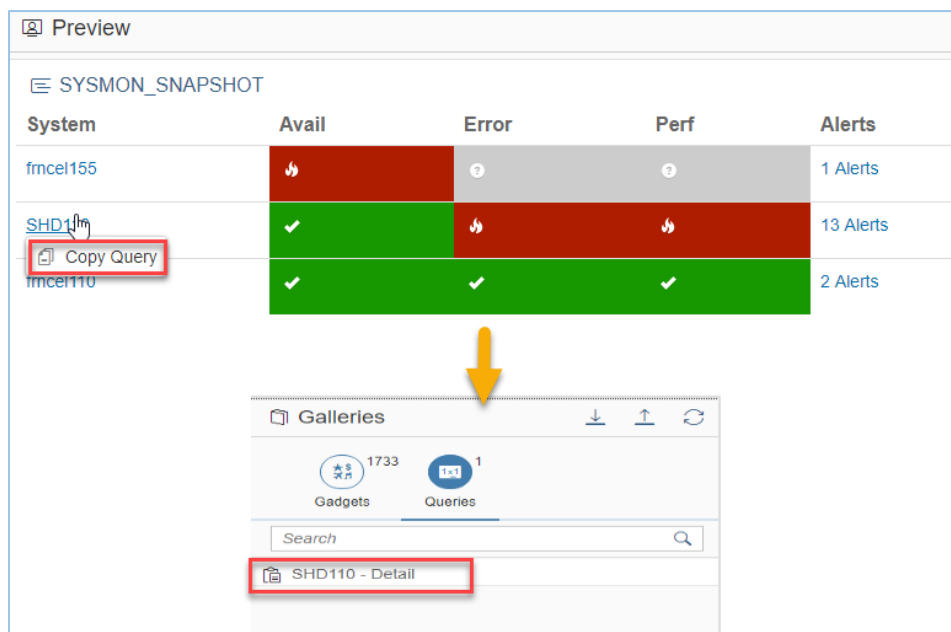 Preview
SYSMON_SNAPSHOT
System Avail Error Perf Alerts
frncel155 ? ? 1 Alerts
13 Alerts
Copy Query
frncel110 2 Alerts
Galleries
1733 1
Gadgets Queries
Search
SHD110 - Detail